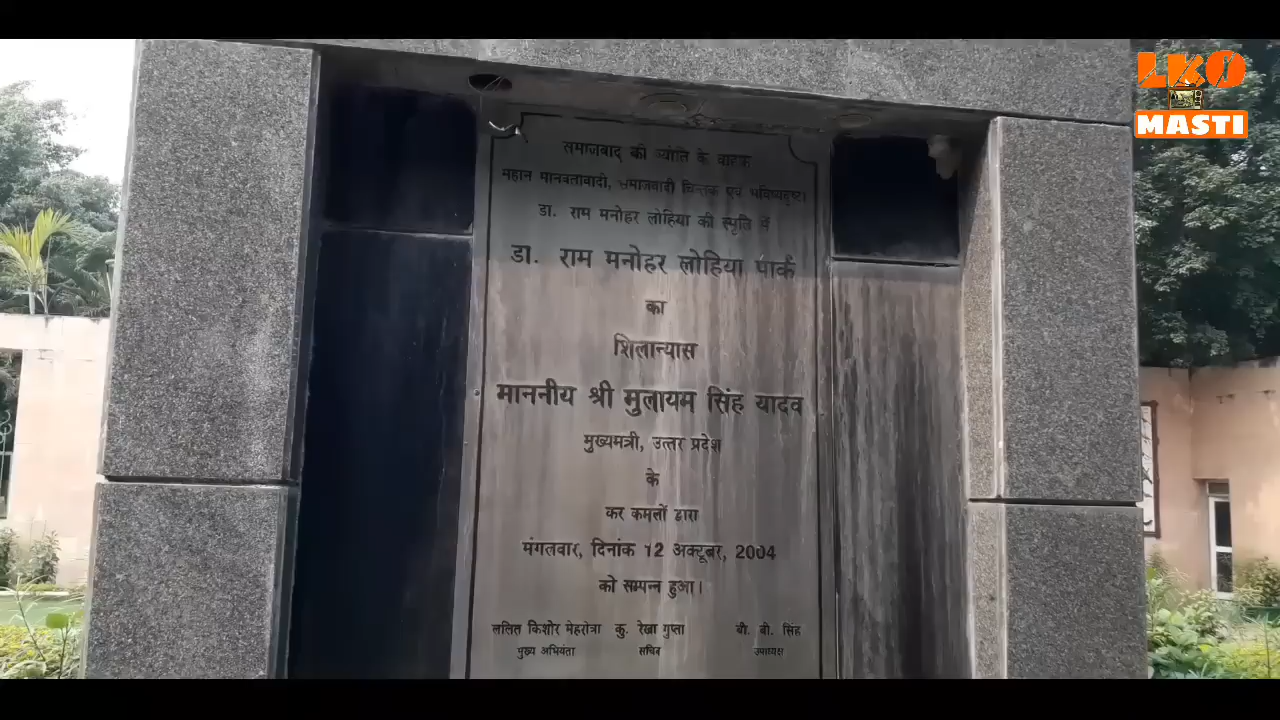 LKO
MASTI
समाजवाद् की ज्योति के वाहक
महान मानवतावादी, समाजवादी चिन्तक एवं भविष्यदृष्टा
डा. राम मनोहर लोहिया की स्मृति में
डा. राम मनोहर लोहिया पार्क
का
शिलान्यास
माननीय श्री मुलायम सिंह यादव
मुख्यमंत्री, उत्तर प्रदेश
के
कर कमलों द्वारा
मंगलवार, दिनांक 12 अक्टूबर, 2004
को सम्पन्न हुआ।
ललित किशोर मेहरोत्रा कु. रेखा गुप्ता बी. बी. सिंह
मुख्य अभियंता सचिव उपाध्यक्ष